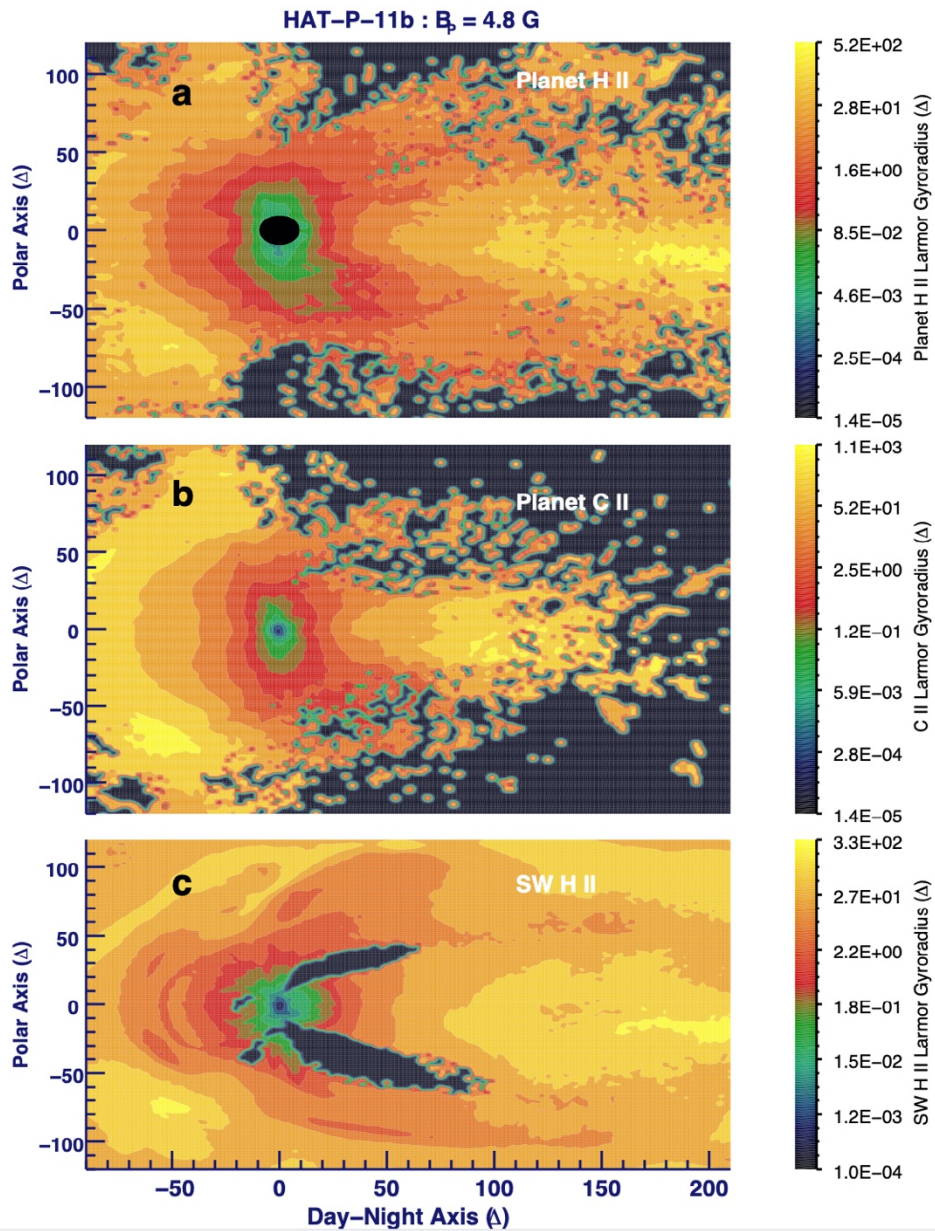 HAT−P−11b : Bp = 4.8 G
a
Planet H II
Polar Axis (Δ)
100
50
0
−50
−100
5.2E+02
2.8E+01
1.6E+00
8.5E−02
4.6E−03
2.5E−04
1.4E−05
Planet H II Larmor Gyroradius (Δ)
b
Planet C II
Polar Axis (Δ)
100
50
0
−50
−100
1.1E+03
5.2E+01
2.5E+00
1.2E−01
5.9E−03
2.8E−04
1.4E−05
C II Larmor Gyroradius (Δ)
c
SW H II
Polar Axis (Δ)
100
50
0
−50
−100
3.3E+02
2.7E+01
2.2E+00
1.8E−01
1.5E−02
1.2E−03
1.0E−04
SW H II Larmor Gyroradius (Δ)
−50 0 50 100 150 200
Day−Night Axis (Δ)